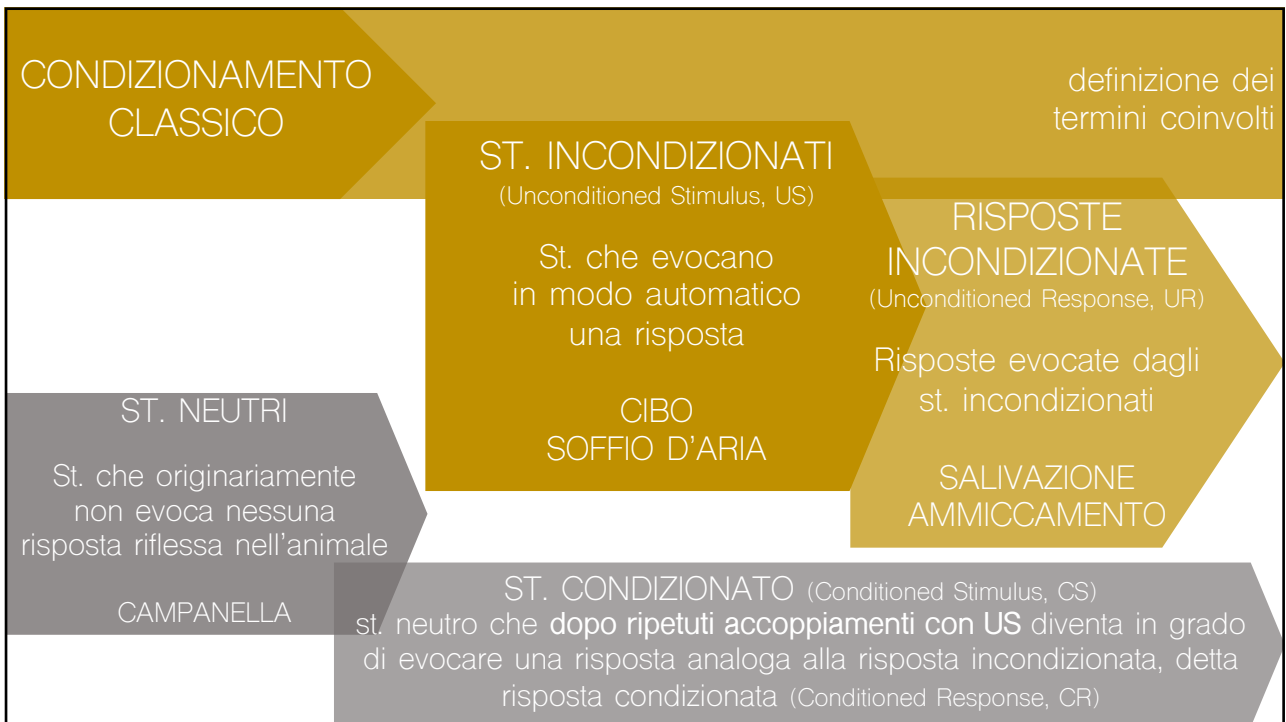 CONDIZIONAMENTO
CLASSICO
definizione dei
termini coinvolti
ST. INCONDIZIONATI
(Unconditioned Stimulus, US)
St. che evocano
in modo automatico
una risposta
CIBO
SOFFIO D'ARIA
RISPOSTE
INCONDIZIONATE
(Unconditioned Response, UR)
Risposte evocate dagli
st. incondizionati
SALIVAZIONE
AMMICCAMENTO
ST. NEUTRI
St. che originariamente
non evoca nessuna
risposta riflessa nell'animale
CAMPANELLA
ST. CONDIZIONATO (Conditioned Stimulus, CS)
st. neutro che dopo ripetuti accoppiamenti con US diventa in grado
di evocare una risposta analoga alla risposta incondizionata, detta
risposta condizionata (Conditioned Response, CR)